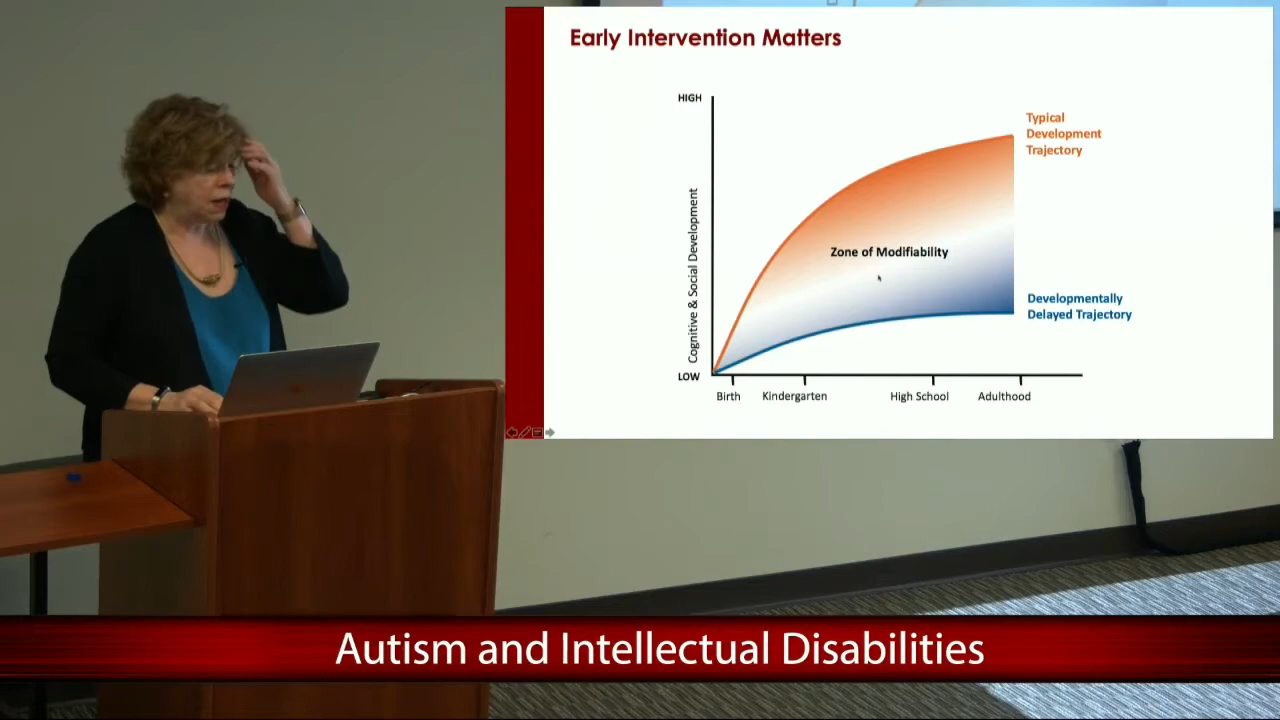 Early Intervention Matters
HIGH
Typical
Development
Trajectory
Cognitive & Social Development
Zone of Modifiability
Developmentally
Delayed Trajectory
LOW
Birth
Kindergarten
High School
Adulthood
Autism and Intellectual Disabilities